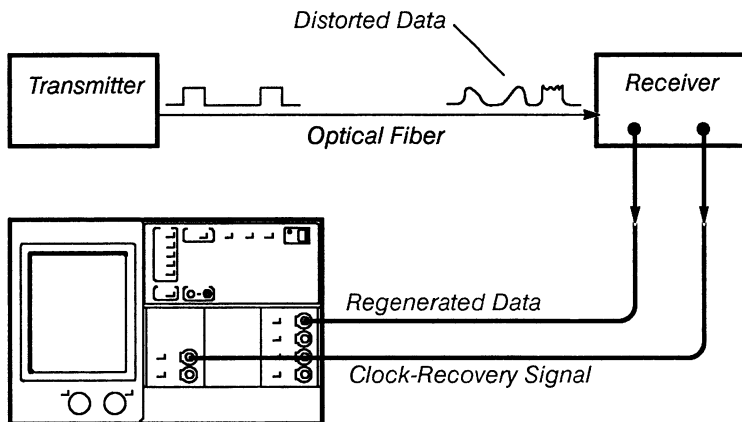 Distorted Data
Transmitter
Receiver
Optical Fiber
Regenerated Data
Clock-Recovery Signal